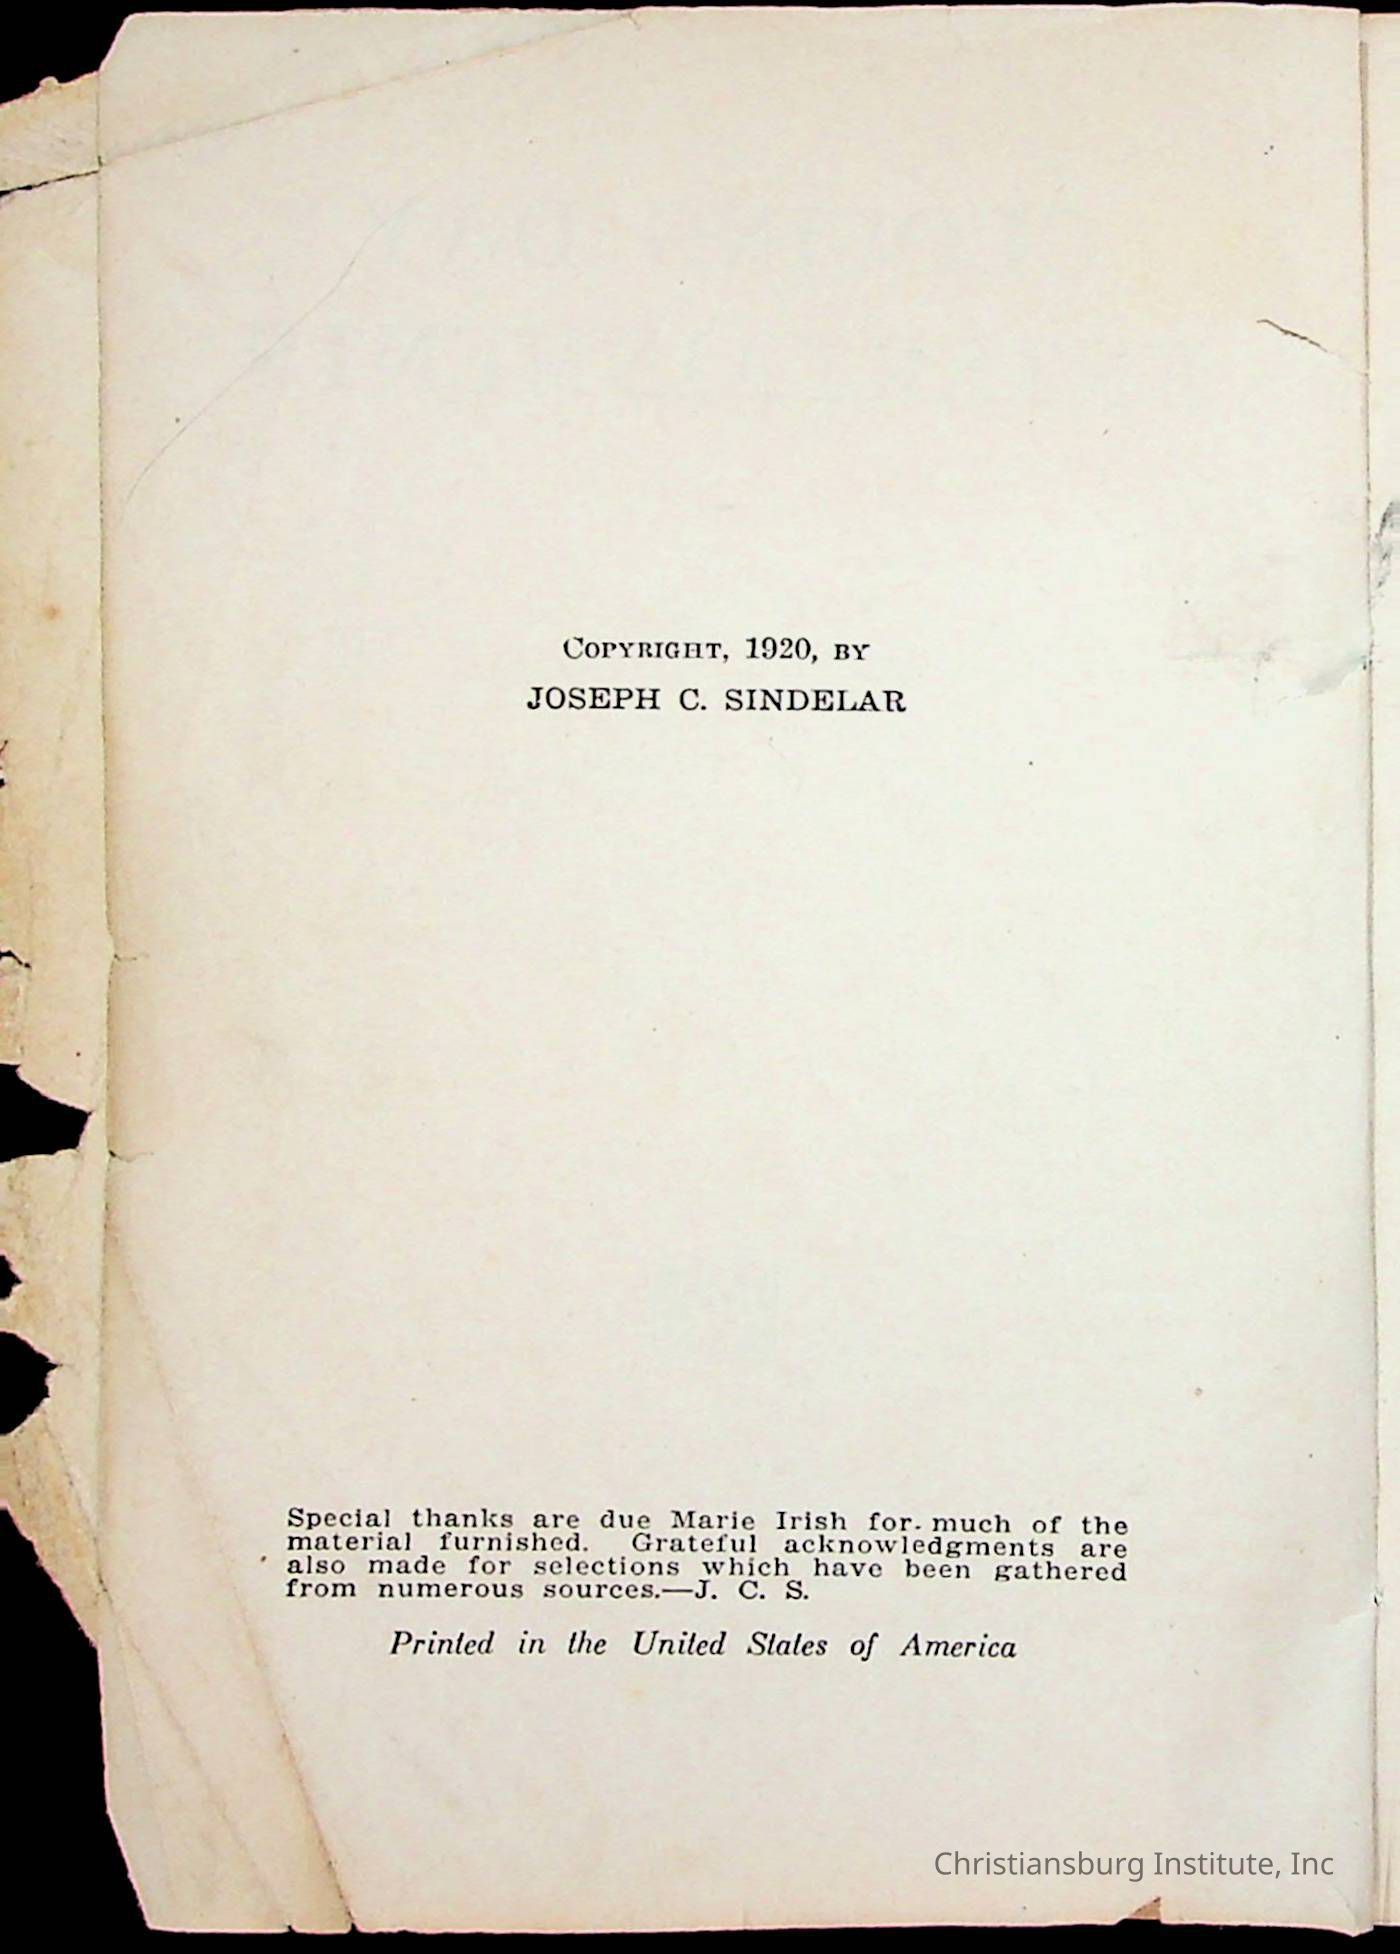 Copyright, 1920, by
JOSEPH C. SINDELAR
Special thanks are due Marie Irish for much of the
material furnished. Grateful acknowledgments are
also made for selections which have been gathered
from numerous sources.—J. C. S.
Printed in the United States of America
Christiansburg Institute, Inc